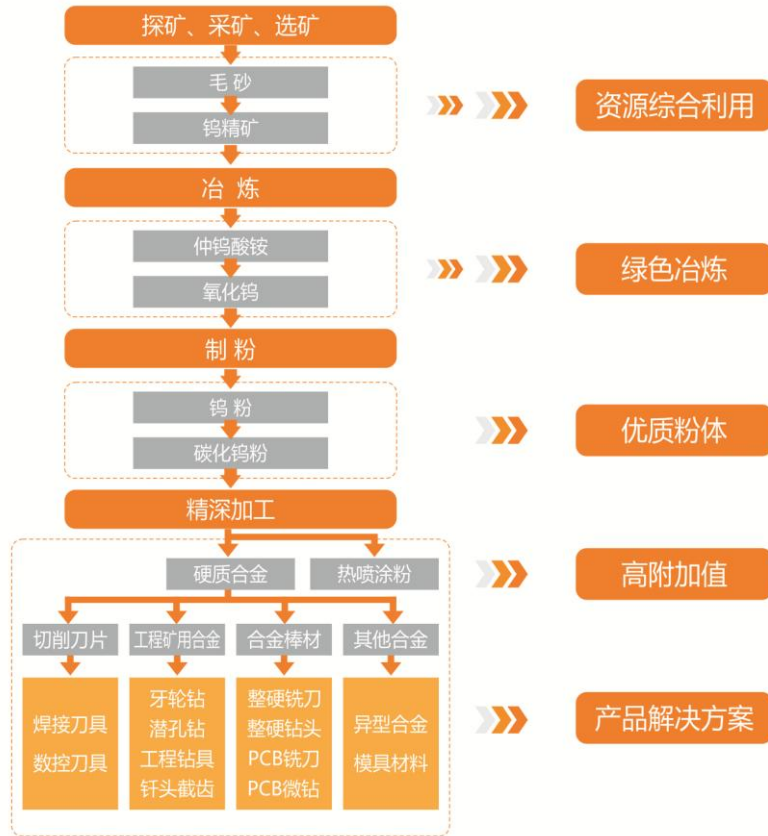 探矿、采矿、选矿
毛砂
钨精矿
资源综合利用
冶炼
仲钨酸铵
氧化钨
绿色冶炼
制粉
钨粉
碳化钨粉
优质粉体
精深加工
硬质合金
热喷涂粉
高附加值
切削刀片
工程矿用合金
合金棒材
其他合金
焊接刀具
数控刀具
牙轮钻
潜孔钻
工程钻具
钎头截齿
整硬铣刀
整硬钻头
PCB铣刀
PCB微钻
异型合金
模具材料
产品解决方案